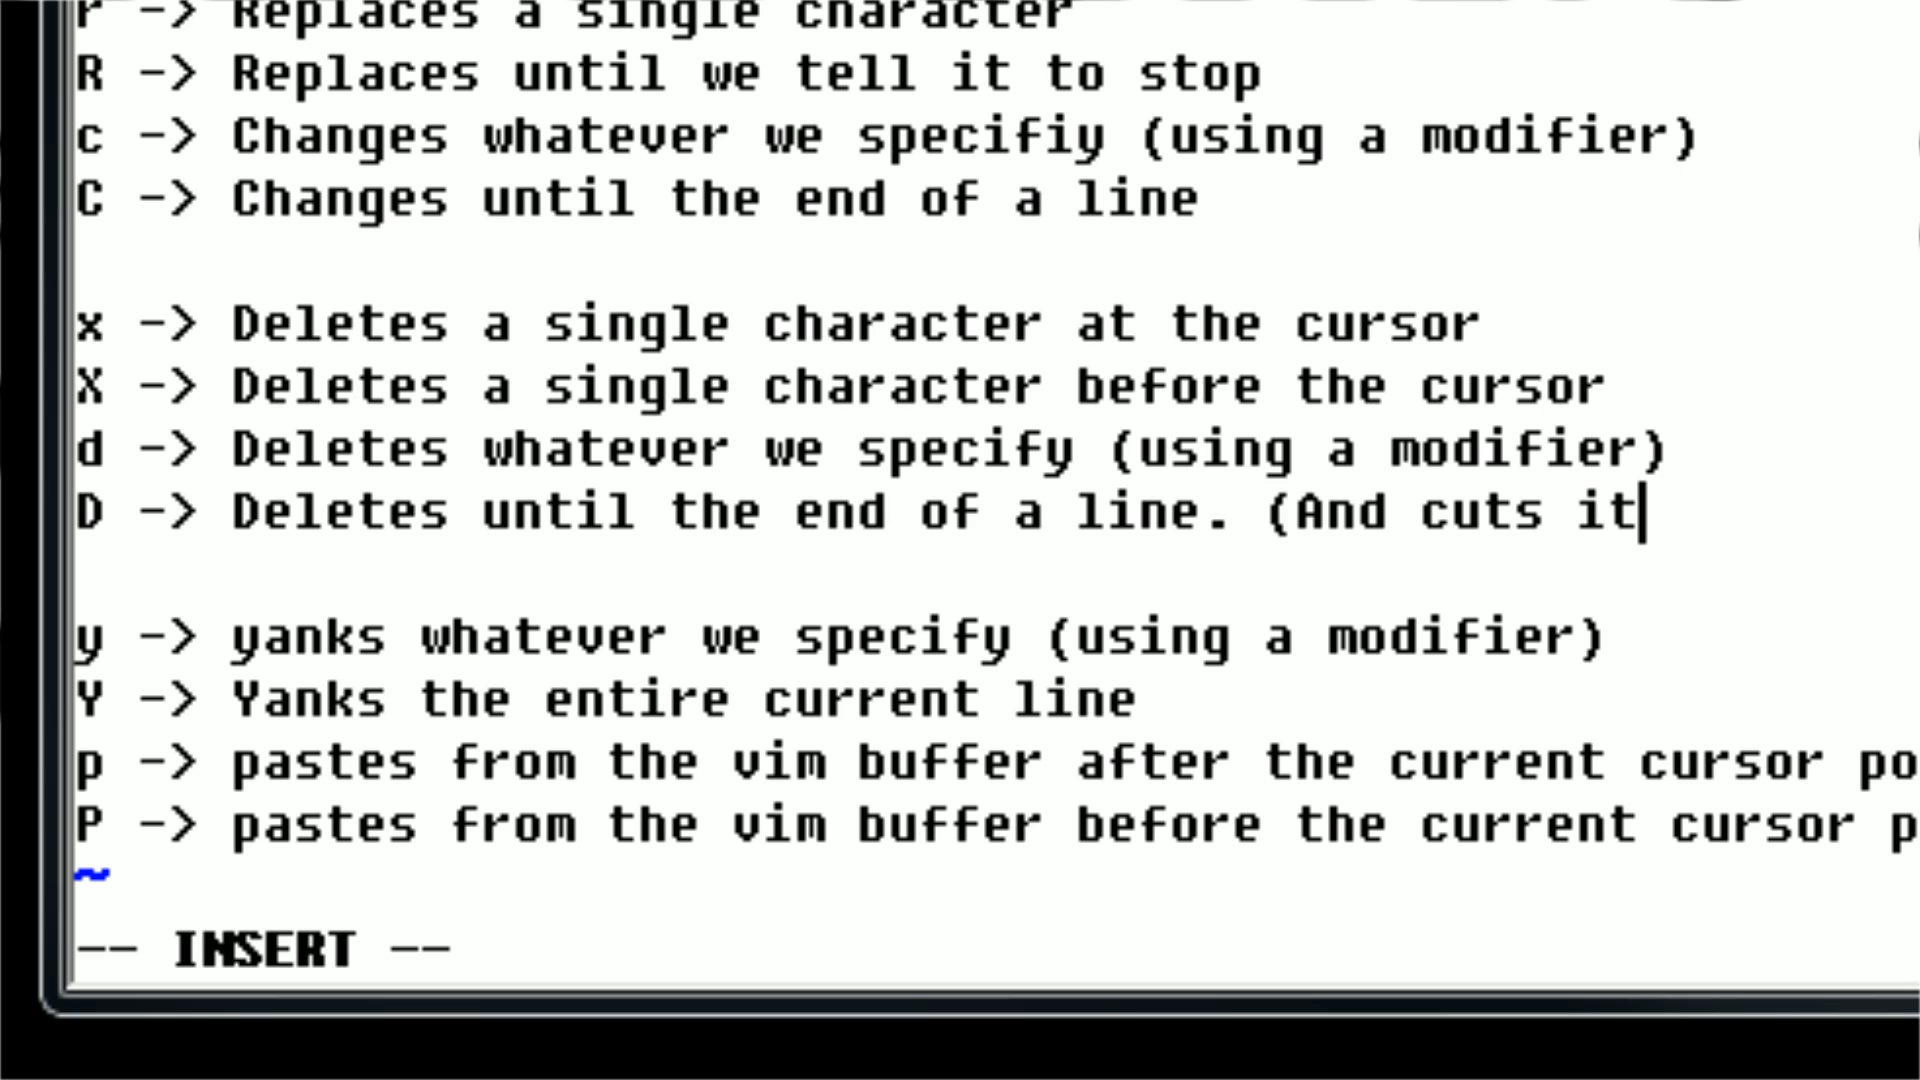 r -> Replaces a single character
R -> Replaces until we tell it to stop
c -> Changes whatever we specifiy (using a modifier)
C -> Changes until the end of a line
x -> Deletes a single character at the cursor
X -> Deletes a single character before the cursor
d -> Deletes whatever we specify (using a modifier)
D -> Deletes until the end of a line. (And cuts it
y -> yanks whatever we specify (using a modifier)
Y -> Yanks the entire current line
p -> pastes from the vim buffer after the current cursor po
P -> pastes from the vim buffer before the current cursor p
~
-- INSERT --